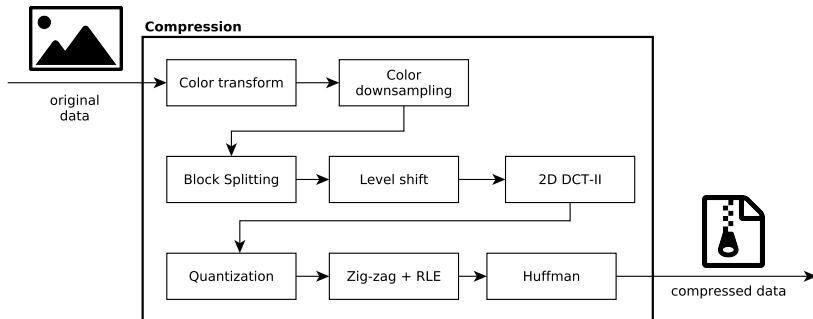 Compression
Color transform
Color
downsampling
original
data
Block Splitting
Level shift
2D DCT-II
Quantization
Zig-zag + RLE
Huffman
compressed data